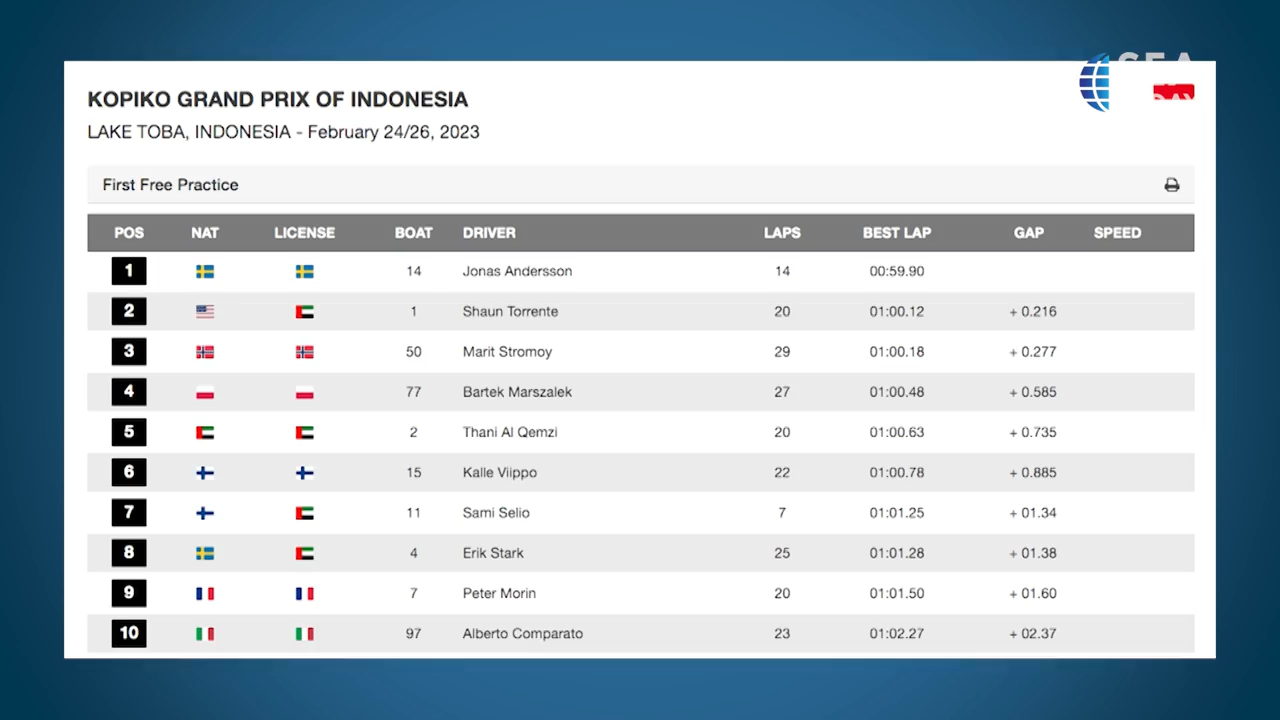 SEA
DAY
KOPIKO GRAND PRIX OF INDONESIA
LAKE TOBA, INDONESIA - February 24/26, 2023
First Free Practice
POS NAT LICENSE BOAT DRIVER LAPS BEST LAP GAP SPEED
1 14 Jonas Andersson 14 00:59.90
2 1 Shaun Torrente 20 01:00.12 + 0.216
3 50 Marit Stromoy 29 01:00.18 + 0.277
4 77 Bartek Marszalek 27 01:00.48 + 0.585
5 2 Thani Al Qemzi 20 01:00.63 + 0.735
6 15 Kalle Viippo 22 01:00.78 + 0.885
7 11 Sami Selio 7 01:01.25 + 01.34
8 4 Erik Stark 25 01:01.28 + 01.38
9 7 Peter Morin 20 01:01.50 + 01.60
10 97 Alberto Comparato 23 01:02.27 + 02.37